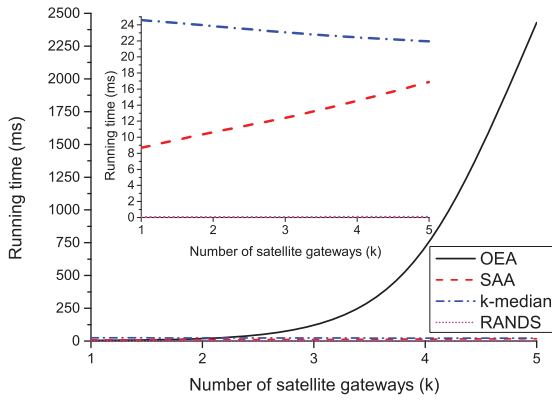 2500
2250
2000
1750
1500
1250
1000
750
500
250
0
Running time (ms)
1 2 3 4 5
Number of satellite gateways (k)
24
22
20
18
16
14
12
10
8
6
4
2
0
Running time (ms)
1 2 3 4 5
Number of satellite gateways (k)
OEA
SAA
k-median
RANDS